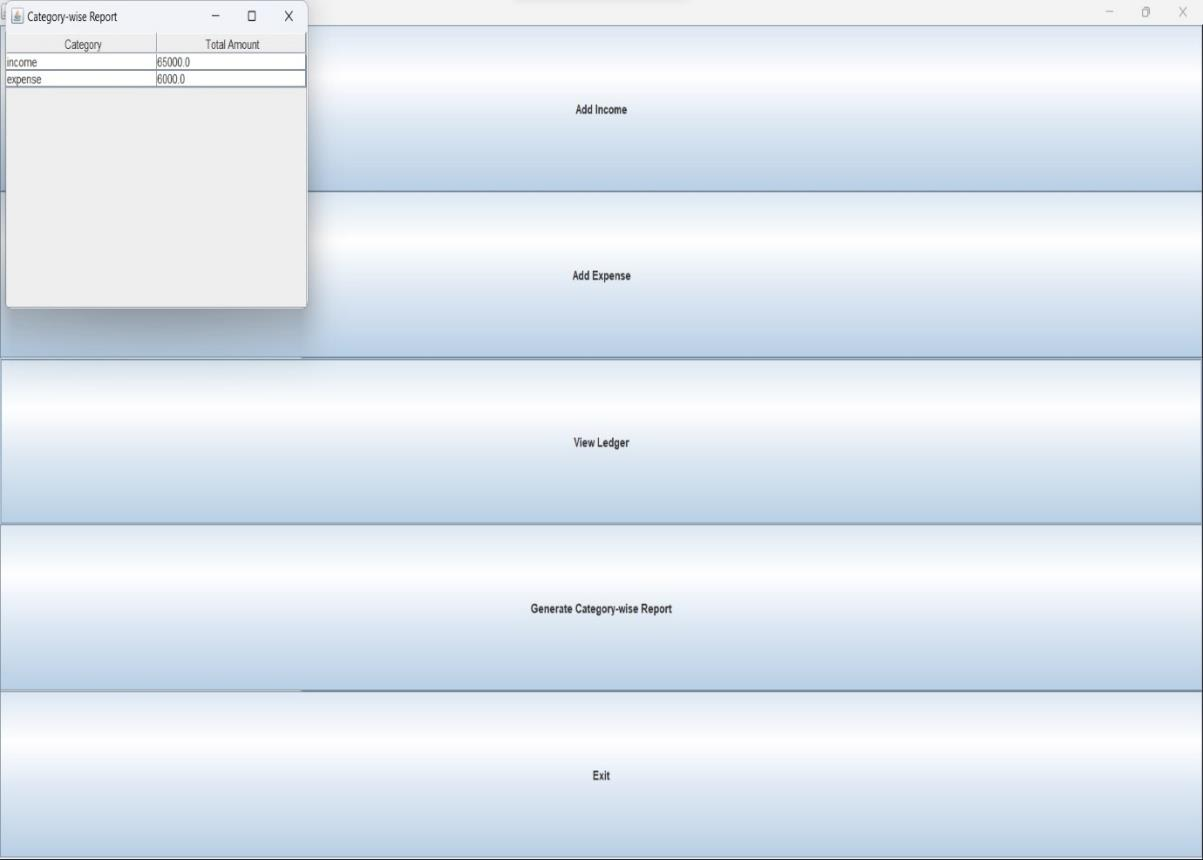 Category-wise Report
Category Total Amount
income 65000.0
expense 6000.0
Add Income
Add Expense
View Ledger
Generate Category-wise Report
Exit